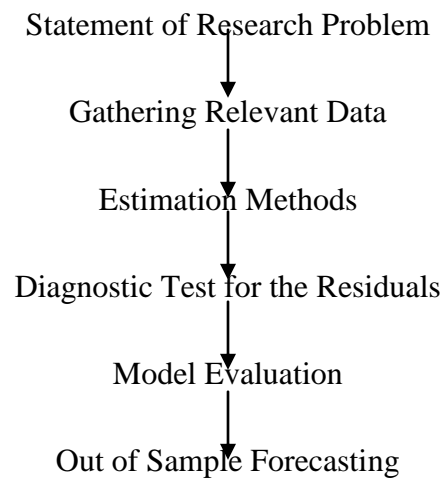 Statement of Research Problem
Gathering Relevant Data
Estimation Methods
Diagnostic Test for the Residuals
Model Evaluation
Out of Sample Forecasting